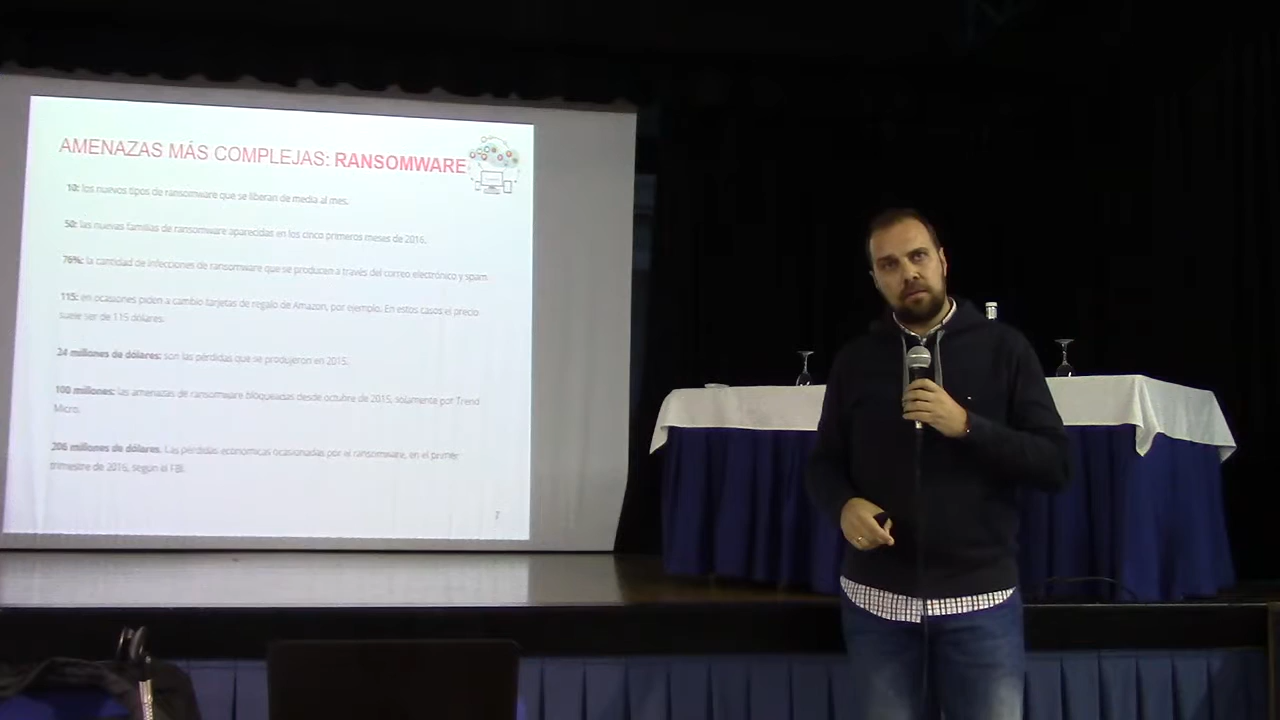 AMENAZAS MÁS COMPLEJAS: RANSOMWARE
10: los nuevos tipos de ransomware que se liberan de media al mes.
50: las nuevas familias de ransomware aparecidas en los cinco primeros meses de 2016.
76%: la cantidad de infecciones de ransomware que se producen a través del correo electrónico y spam.
115: en ocasiones piden a cambio tarjetas de regalo de Amazon, por ejemplo. En estos casos el precio
suele ser de 115 dólares.
24 millones de dólares: son las pérdidas que se produjeron en 2015.
100 millones: las amenazas de ransomware bloqueadas desde octubre de 2015, solamente por Trend
Micro.
206 millones de dólares. Las pérdidas económicas ocasionadas por el ransomware, en el primer
trimestre de 2016, según el FBI.
7